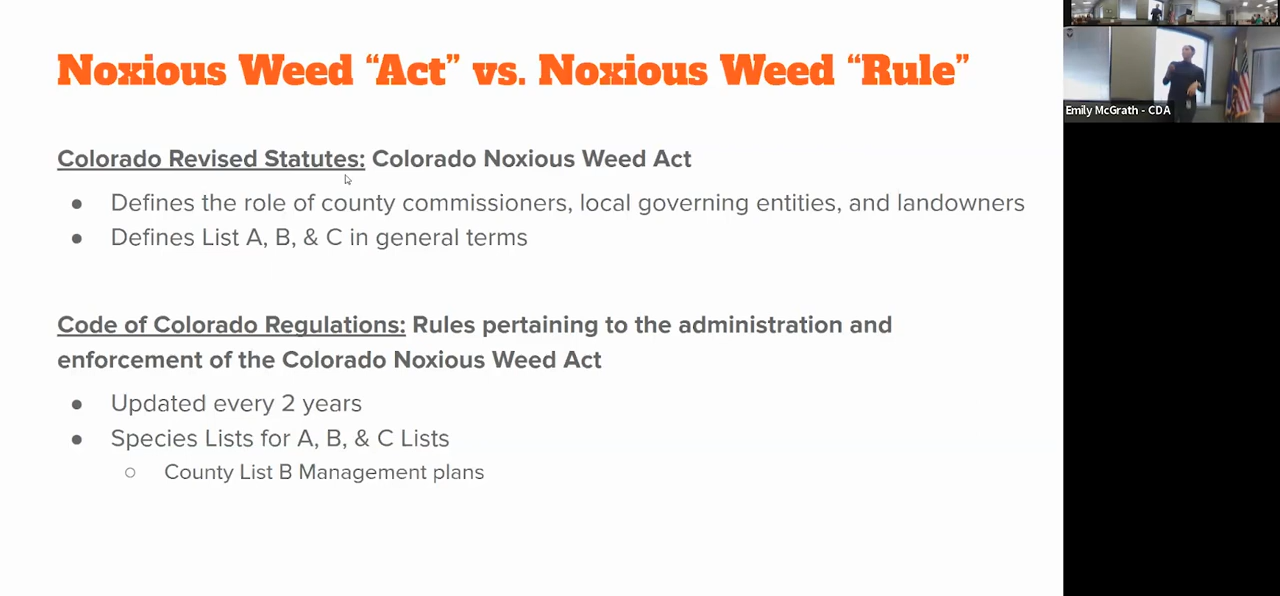 Noxious Weed “Act” vs. Noxious Weed “Rule”
Colorado Revised Statutes: Colorado Noxious Weed Act
● Defines the role of county commissioners, local governing entities, and landowners
● Defines List A, B, & C in general terms
Code of Colorado Regulations: Rules pertaining to the administration and
enforcement of the Colorado Noxious Weed Act
● Updated every 2 years
● Species Lists for A, B, & C Lists
○ County List B Management plans
Emily McGrath - CDA